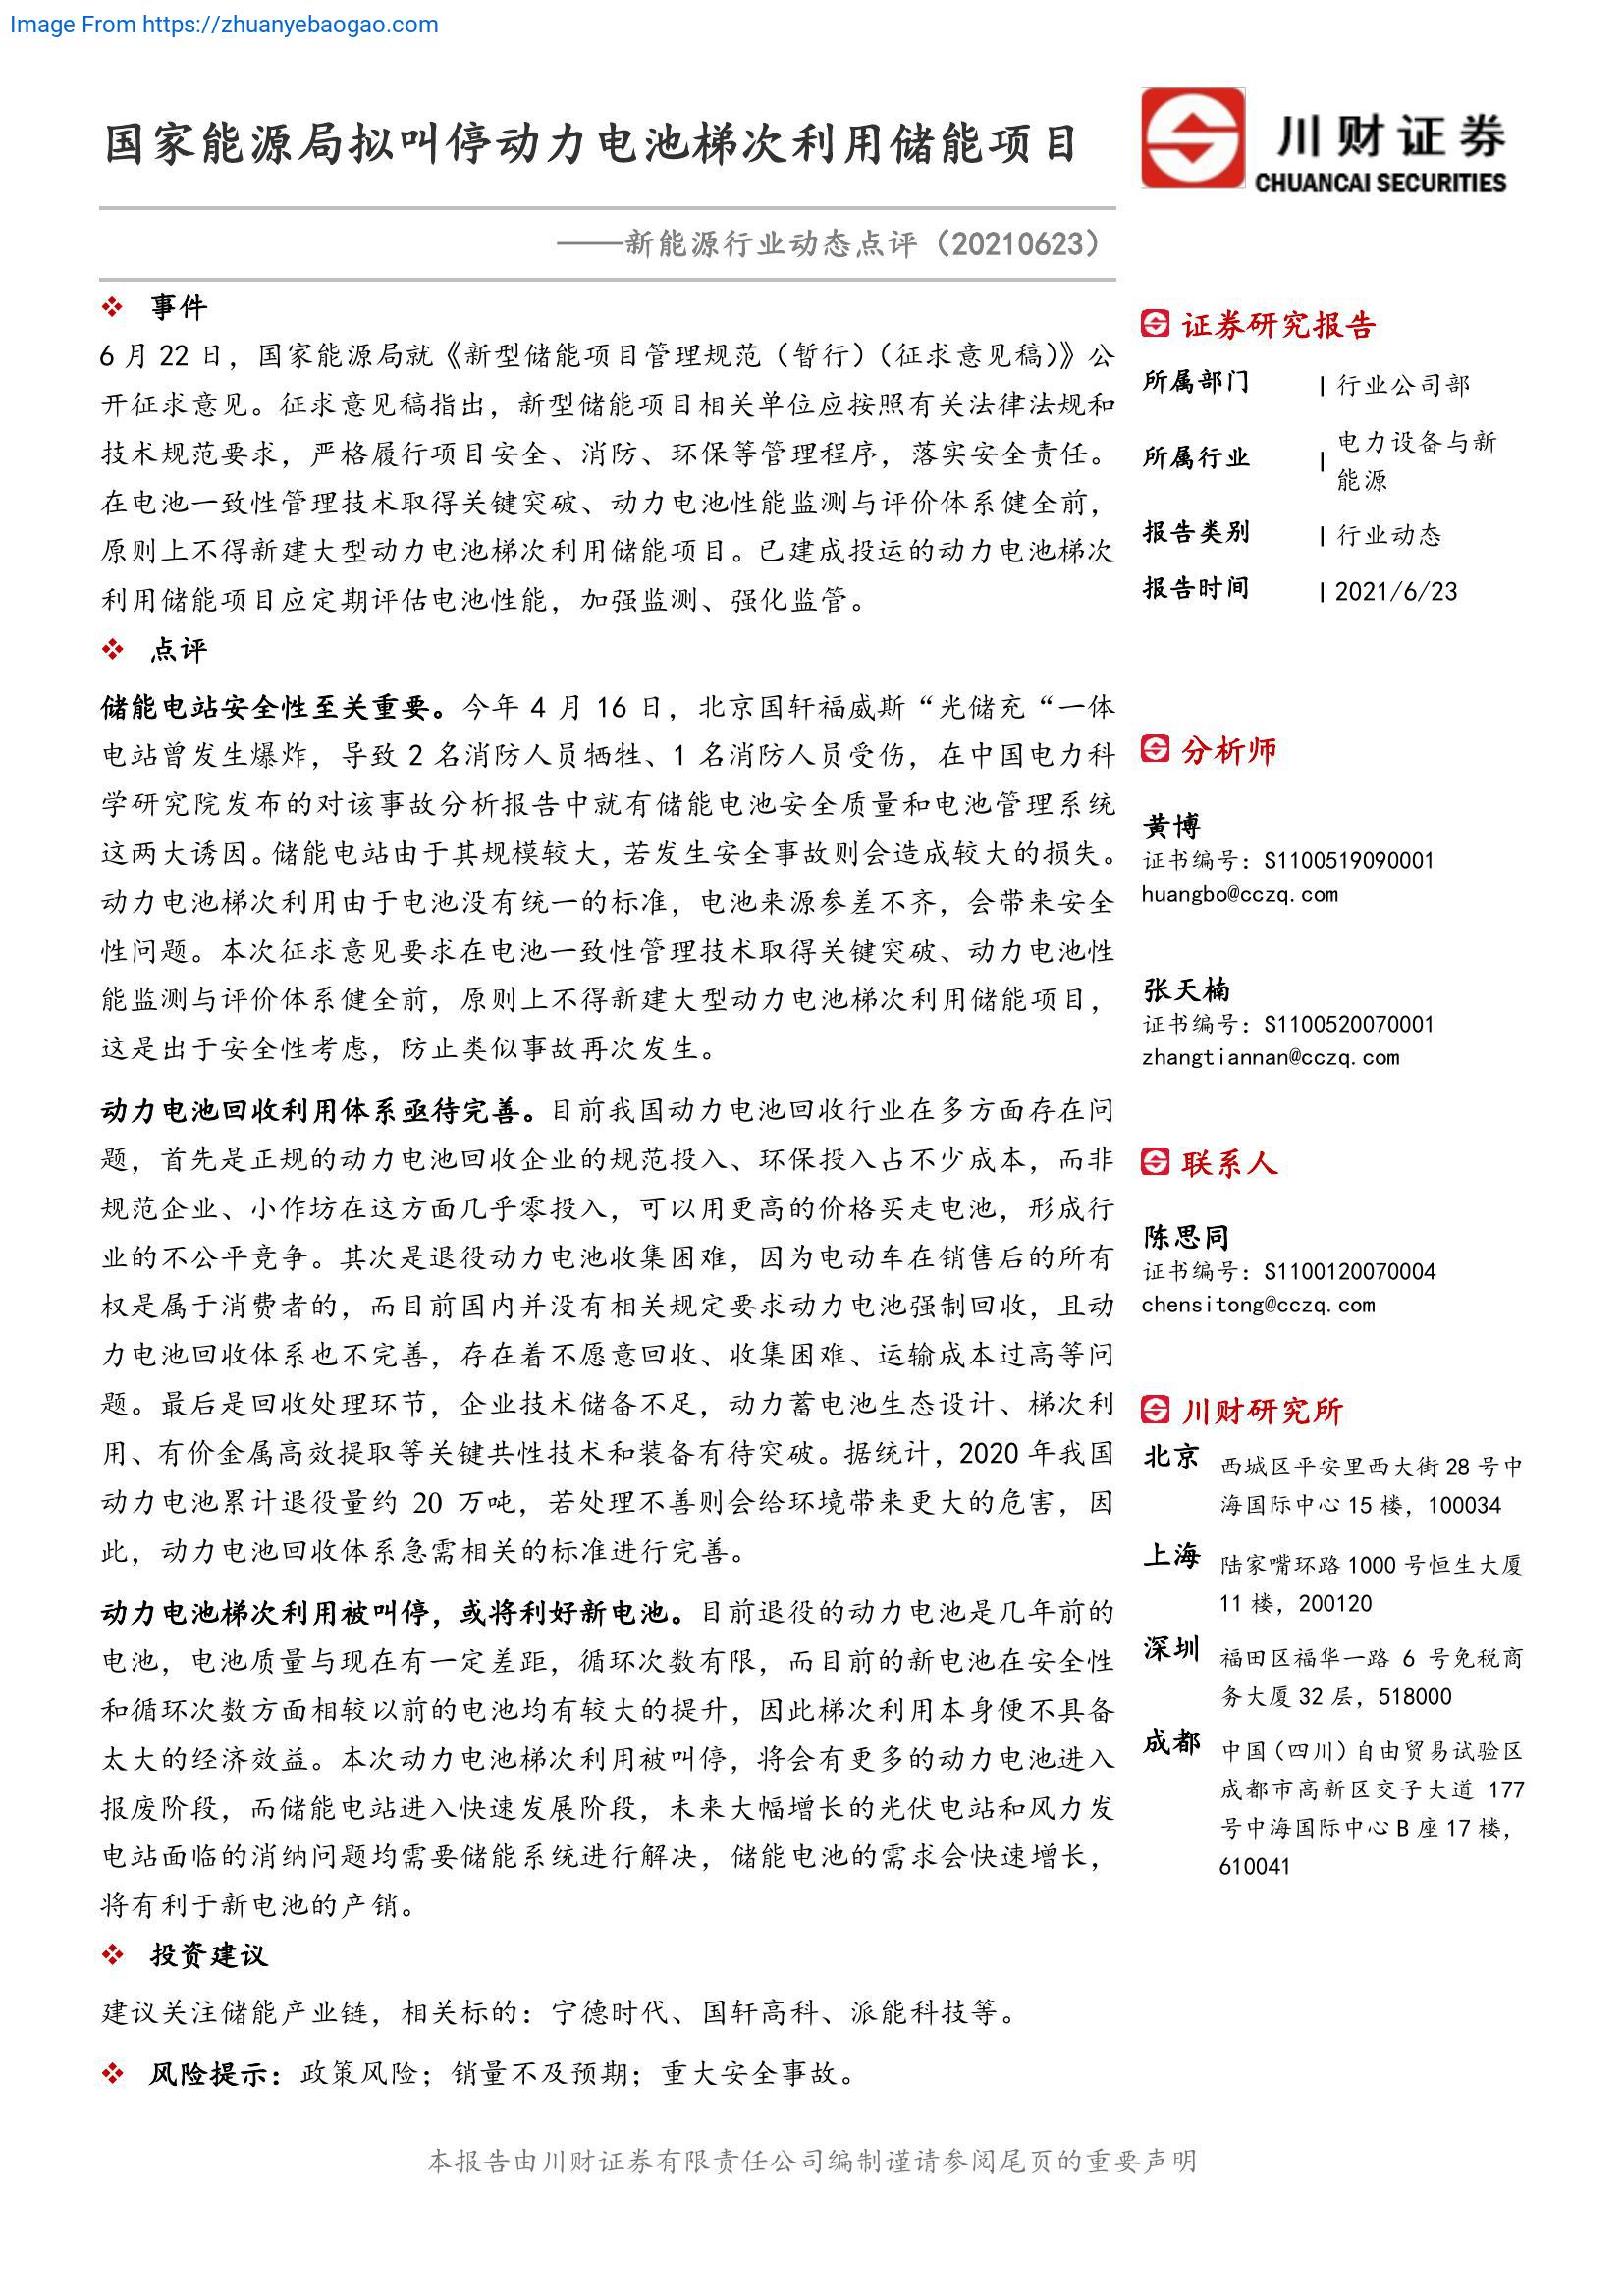 Image From https://zhuanyebaogao.com
国家能源局拟叫停动力电池梯次利用储能项目
川财证券
CHUANCAI SECURITIES
——新能源行业动态点评（20210623）
事件
6 月 22 日，国家能源局就《新型储能项目管理规范（暂行）（征求意见稿）》公
开征求意见。征求意见稿指出，新型储能项目相关单位应按照有关法律法规和
技术规范要求，严格履行项目安全、消防、环保等管理程序，落实安全责任。
在电池一致性管理技术取得关键突破、动力电池性能监测与评价体系健全前，
原则上不得新建大型动力电池梯次利用储能项目。已建成投运的动力电池梯次
利用储能项目应定期评估电池性能，加强监测、强化监管。
点评
储能电站安全性至关重要。今年 4 月 16 日，北京国轩福威斯“光储充“一体
电站曾发生爆炸，导致 2 名消防人员牺牲、1 名消防人员受伤，在中国电力科
学研究院发布的对该事故分析报告中就有储能电池安全质量和电池管理系统
这两大诱因。储能电站由于其规模较大，若发生安全事故则会造成较大的损失。
动力电池梯次利用由于电池没有统一的标准，电池来源参差不齐，会带来安全
性问题。本次征求意见要求在电池一致性管理技术取得关键突破、动力电池性
能监测与评价体系健全前，原则上不得新建大型动力电池梯次利用储能项目，
这是出于安全性考虑，防止类似事故再次发生。
动力电池回收利用体系亟待完善。目前我国动力电池回收行业在多方面存在问
题，首先是正规的动力电池回收企业的规范投入、环保投入占不少成本，而非
规范企业、小作坊在这方面几乎零投入，可以用更高的价格买走电池，形成行
业的不公平竞争。其次是退役动力电池收集困难，因为电动车在销售后的所有
权是属于消费者的，而目前国内并没有相关规定要求动力电池强制回收，且动
力电池回收体系也不完善，存在着不愿意回收、收集困难、运输成本过高等问
题。最后是回收处理环节，企业技术储备不足，动力蓄电池生态设计、梯次利
用、有价金属高效提取等关键共性技术和装备有待突破。据统计，2020 年我国
动力电池累计退役量约 20 万吨，若处理不善则会给环境带来更大的危害，因
此，动力电池回收体系急需相关的标准进行完善。
动力电池梯次利用被叫停，或将利好新电池。目前退役的动力电池是几年前的
电池，电池质量与现在有一定差距，循环次数有限，而目前的新电池在安全性
和循环次数方面相较以前的电池均有较大的提升，因此梯次利用本身便不具备
太大的经济效益。本次动力电池梯次利用被叫停，将会有更多的动力电池进入
报废阶段，而储能电站进入快速发展阶段，未来大幅增长的光伏电站和风力发
电站面临的消纳问题均需要储能系统进行解决，储能电池的需求会快速增长，
将有利于新电池的产销。
投资建议
建议关注储能产业链，相关标的：宁德时代、国轩高科、派能科技等。
风险提示：政策风险；销量不及预期；重大安全事故。
证券研究报告
所属部门 | 行业公司部
所属行业 | 电力设备与新
能源
报告类别 | 行业动态
报告时间 | 2021/6/23
分析师
黄博
证书编号：S1100519090001
huangbo@cczq.com
张天楠
证书编号：S1100520070001
zhangtiannan@cczq.com
联系人
陈思同
证书编号：S1100120070004
chensitong@cczq.com
川财研究所
北京 西城区平安里西大街 28 号中
海国际中心 15 楼，100034
上海 陆家嘴环路 1000 号恒生大厦
11 楼，200120
深圳 福田区福华一路 6 号免税商
务大厦 32 层，518000
成都 中国（四川）自由贸易试验区
成都市高新区交子大道 177
号中海国际中心 B 座 17 楼，
610041
本报告由川财证券有限责任公司编制谨请参阅尾页的重要声明